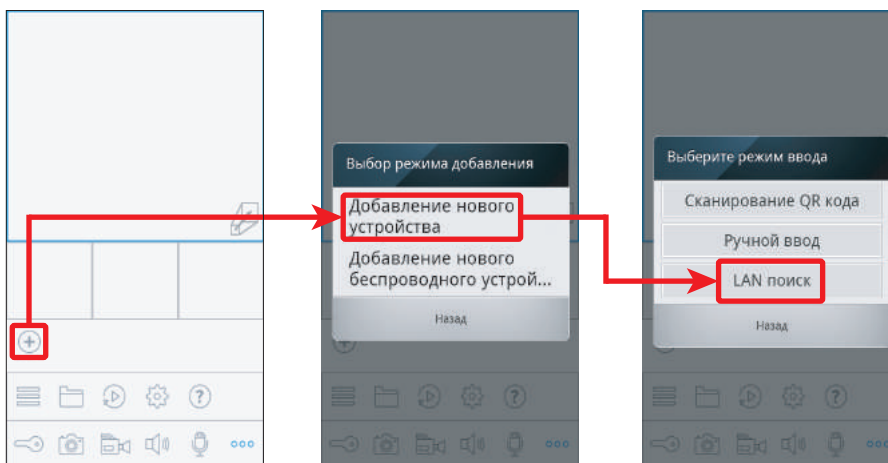 Выбор режима добавления
Добавление нового
устройства
Добавление нового
беспроводного устрой...
Назад
Выберите режим ввода
Сканирование QR кода
Ручной ввод
LAN поиск
Назад